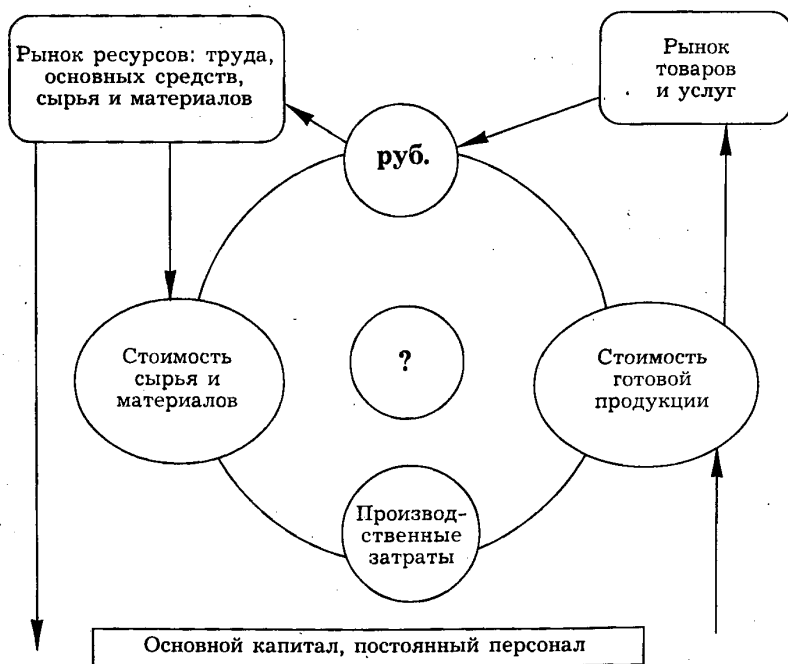 Рынок ресурсов: труда,
основных средств,
сырья и материалов
Рынок
товаров
и услуг
руб.
Стоимость
сырья и
материалов
?
Стоимость
готовой
продукции
Производ-
ственные
затраты
Основной капитал, постоянный персонал